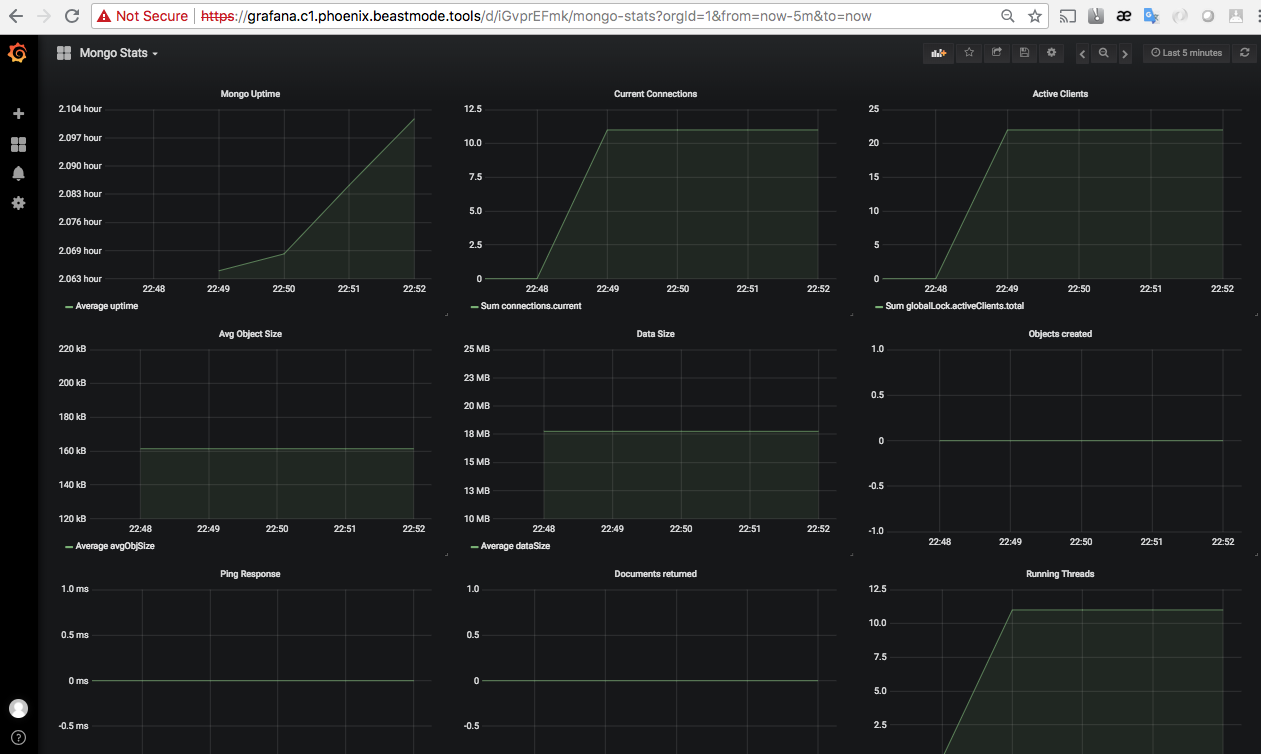 Not Secure https://grafana.c1.phoenix.beastmode.tools/d/iGvprEFmk/mongo-stats?orgId=1&from=now-5m&to=now
æ
Mongo Stats
Last 5 minutes
Mongo Uptime
2.104 hour
2.097 hour
2.090 hour
2.083 hour
2.076 hour
2.069 hour
2.063 hour
22:48 22:49 22:50 22:51 22:52
Average uptime
Current Connections
12.5
10.0
7.5
5.0
2.5
0
22:48 22:49 22:50 22:51 22:52
Sum connections.current
Active Clients
25
20
15
10
5
0
22:48 22:49 22:50 22:51 22:52
Sum globalLock.activeClients.total
Avg Object Size
220 kB
200 kB
180 kB
160 kB
140 kB
120 kB
22:48 22:49 22:50 22:51 22:52
Average avgObjSize
Data Size
25 MB
23 MB
20 MB
18 MB
15 MB
13 MB
10 MB
22:48 22:49 22:50 22:51 22:52
Average dataSize
Objects created
1.0
0.5
0
-0.5
-1.0
22:48 22:49 22:50 22:51 22:52
Ping Response
1.0 ms
0.5 ms
0 ms
-0.5 ms
Documents returned
1.0
0.5
0
-0.5
Running Threads
12.5
10.0
7.5
5.0
2.5